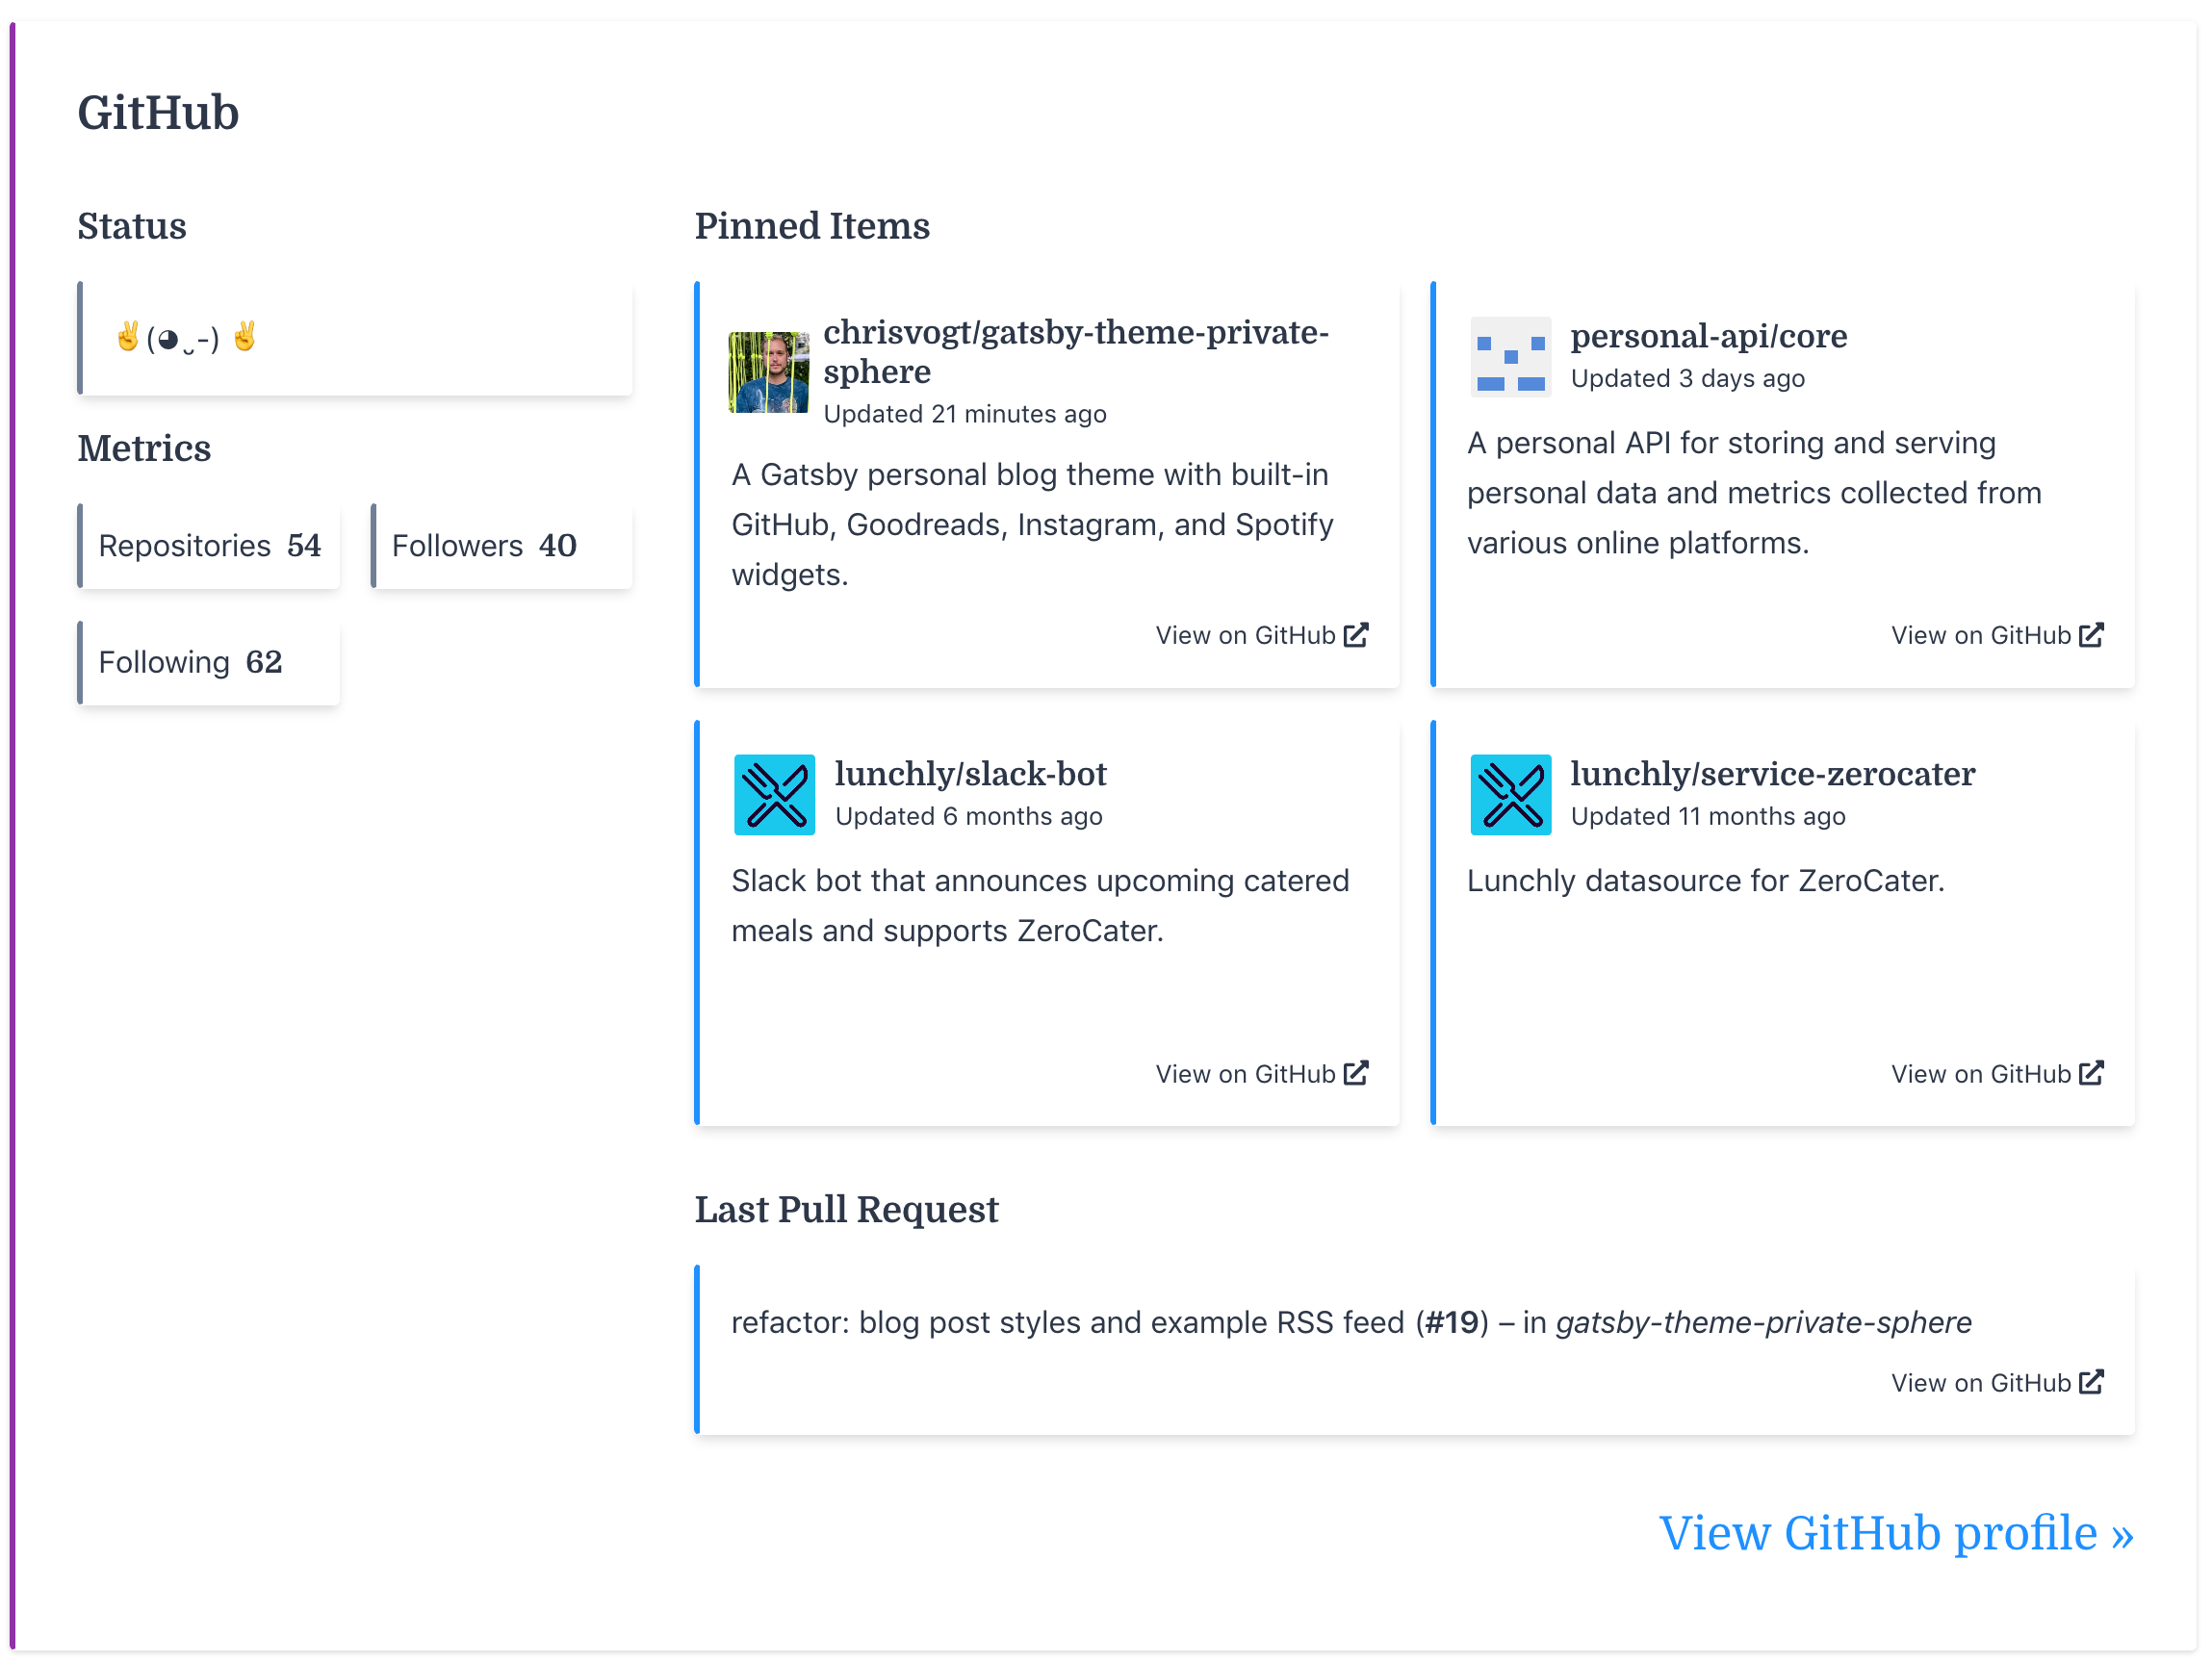 GitHub
Status
✌️(◕‿-) ✌️
Metrics
Repositories 54
Followers 40
Following 62
Pinned Items
chrisvogt/gatsby-theme-private-
sphere
Updated 21 minutes ago
A Gatsby personal blog theme with built-in
GitHub, Goodreads, Instagram, and Spotify
widgets.
View on GitHub
personal-api/core
Updated 3 days ago
A personal API for storing and serving
personal data and metrics collected from
various online platforms.
View on GitHub
lunchly/slack-bot
Updated 6 months ago
Slack bot that announces upcoming catered
meals and supports ZeroCater.
View on GitHub
lunchly/service-zerocater
Updated 11 months ago
Lunchly datasource for ZeroCater.
View on GitHub
Last Pull Request
refactor: blog post styles and example RSS feed (#19) – in gatsby-theme-private-sphere
View on GitHub
View GitHub profile »